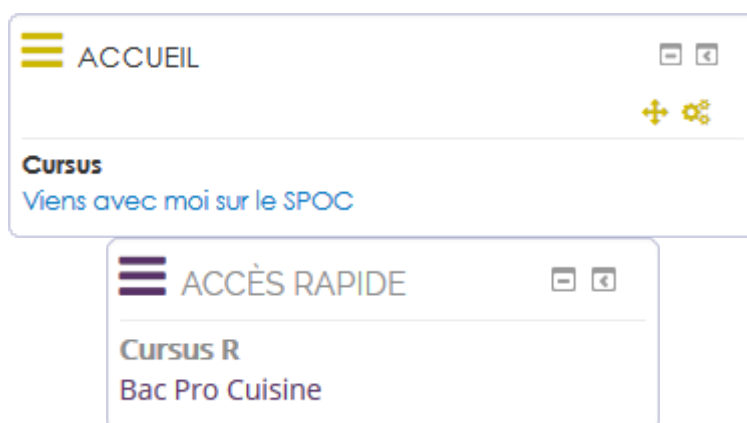 ACCUEIL
Cursus
Viens avec moi sur le SPOC
ACCÈS RAPIDE
Cursus R
Bac Pro Cuisine